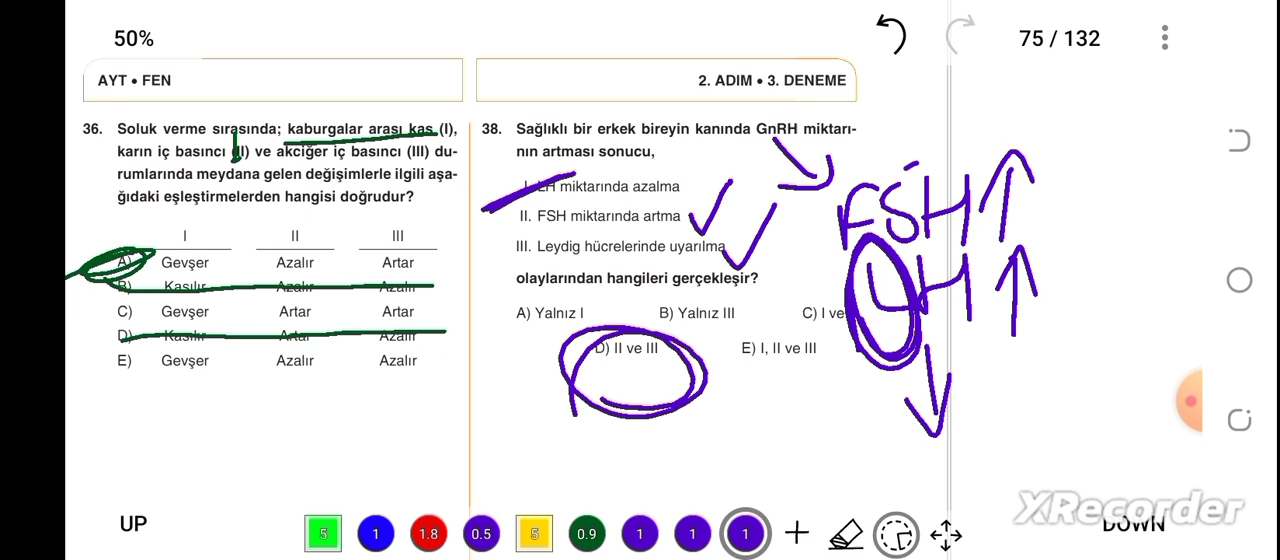 50%
75 / 132
AYT • FEN
2. ADIM • 3. DENEME
36. Soluk verme sırasında; kaburgalar arası kas (I),
karın iç basıncı (II) ve akciğer iç basıncı (III) du-
rumlarında meydana gelen değişimlerle ilgili aşa-
ğıdaki eşleştirmelerden hangisi doğrudur?
I II III
A) Gevşer Azalır Artar
B) Kasılır Azalır Azalır
C) Gevşer Artar Artar
D) Kasılır Artar Azalır
E) Gevşer Azalır Azalır
38. Sağlıklı bir erkek bireyin kanında GnRH miktarı-
nın artması sonucu,
I. LH miktarında azalma
II. FSH miktarında artma
III. Leydig hücrelerinde uyarılma
olaylarından hangileri gerçekleşir?
A) Yalnız I B) Yalnız III C) I ve
D) II ve III E) I, II ve III
FSH
LH
UP
5 1 1.8 0.5 5 0.9 1 1 1
DOWN
XRecorder